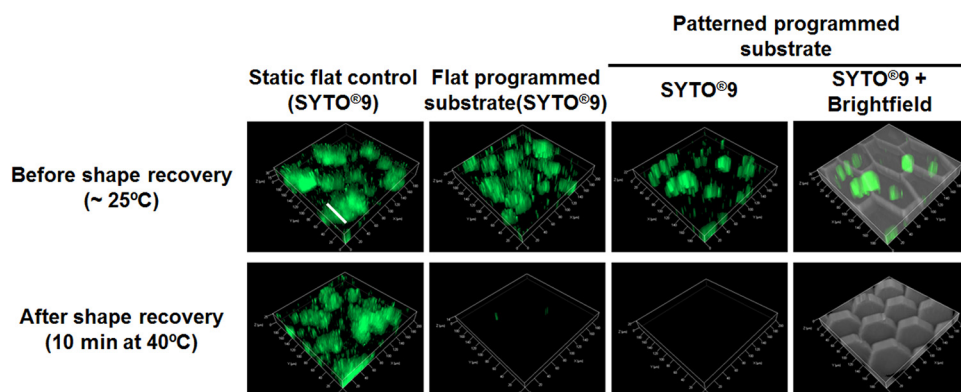 Patterned programmed
substrate
Static flat control
(SYTO®9)
Flat programmed
substrate(SYTO®9)
SYTO®9
SYTO®9 +
Brightfield
Before shape recovery
(~ 25ºC)
After shape recovery
(10 min at 40ºC)